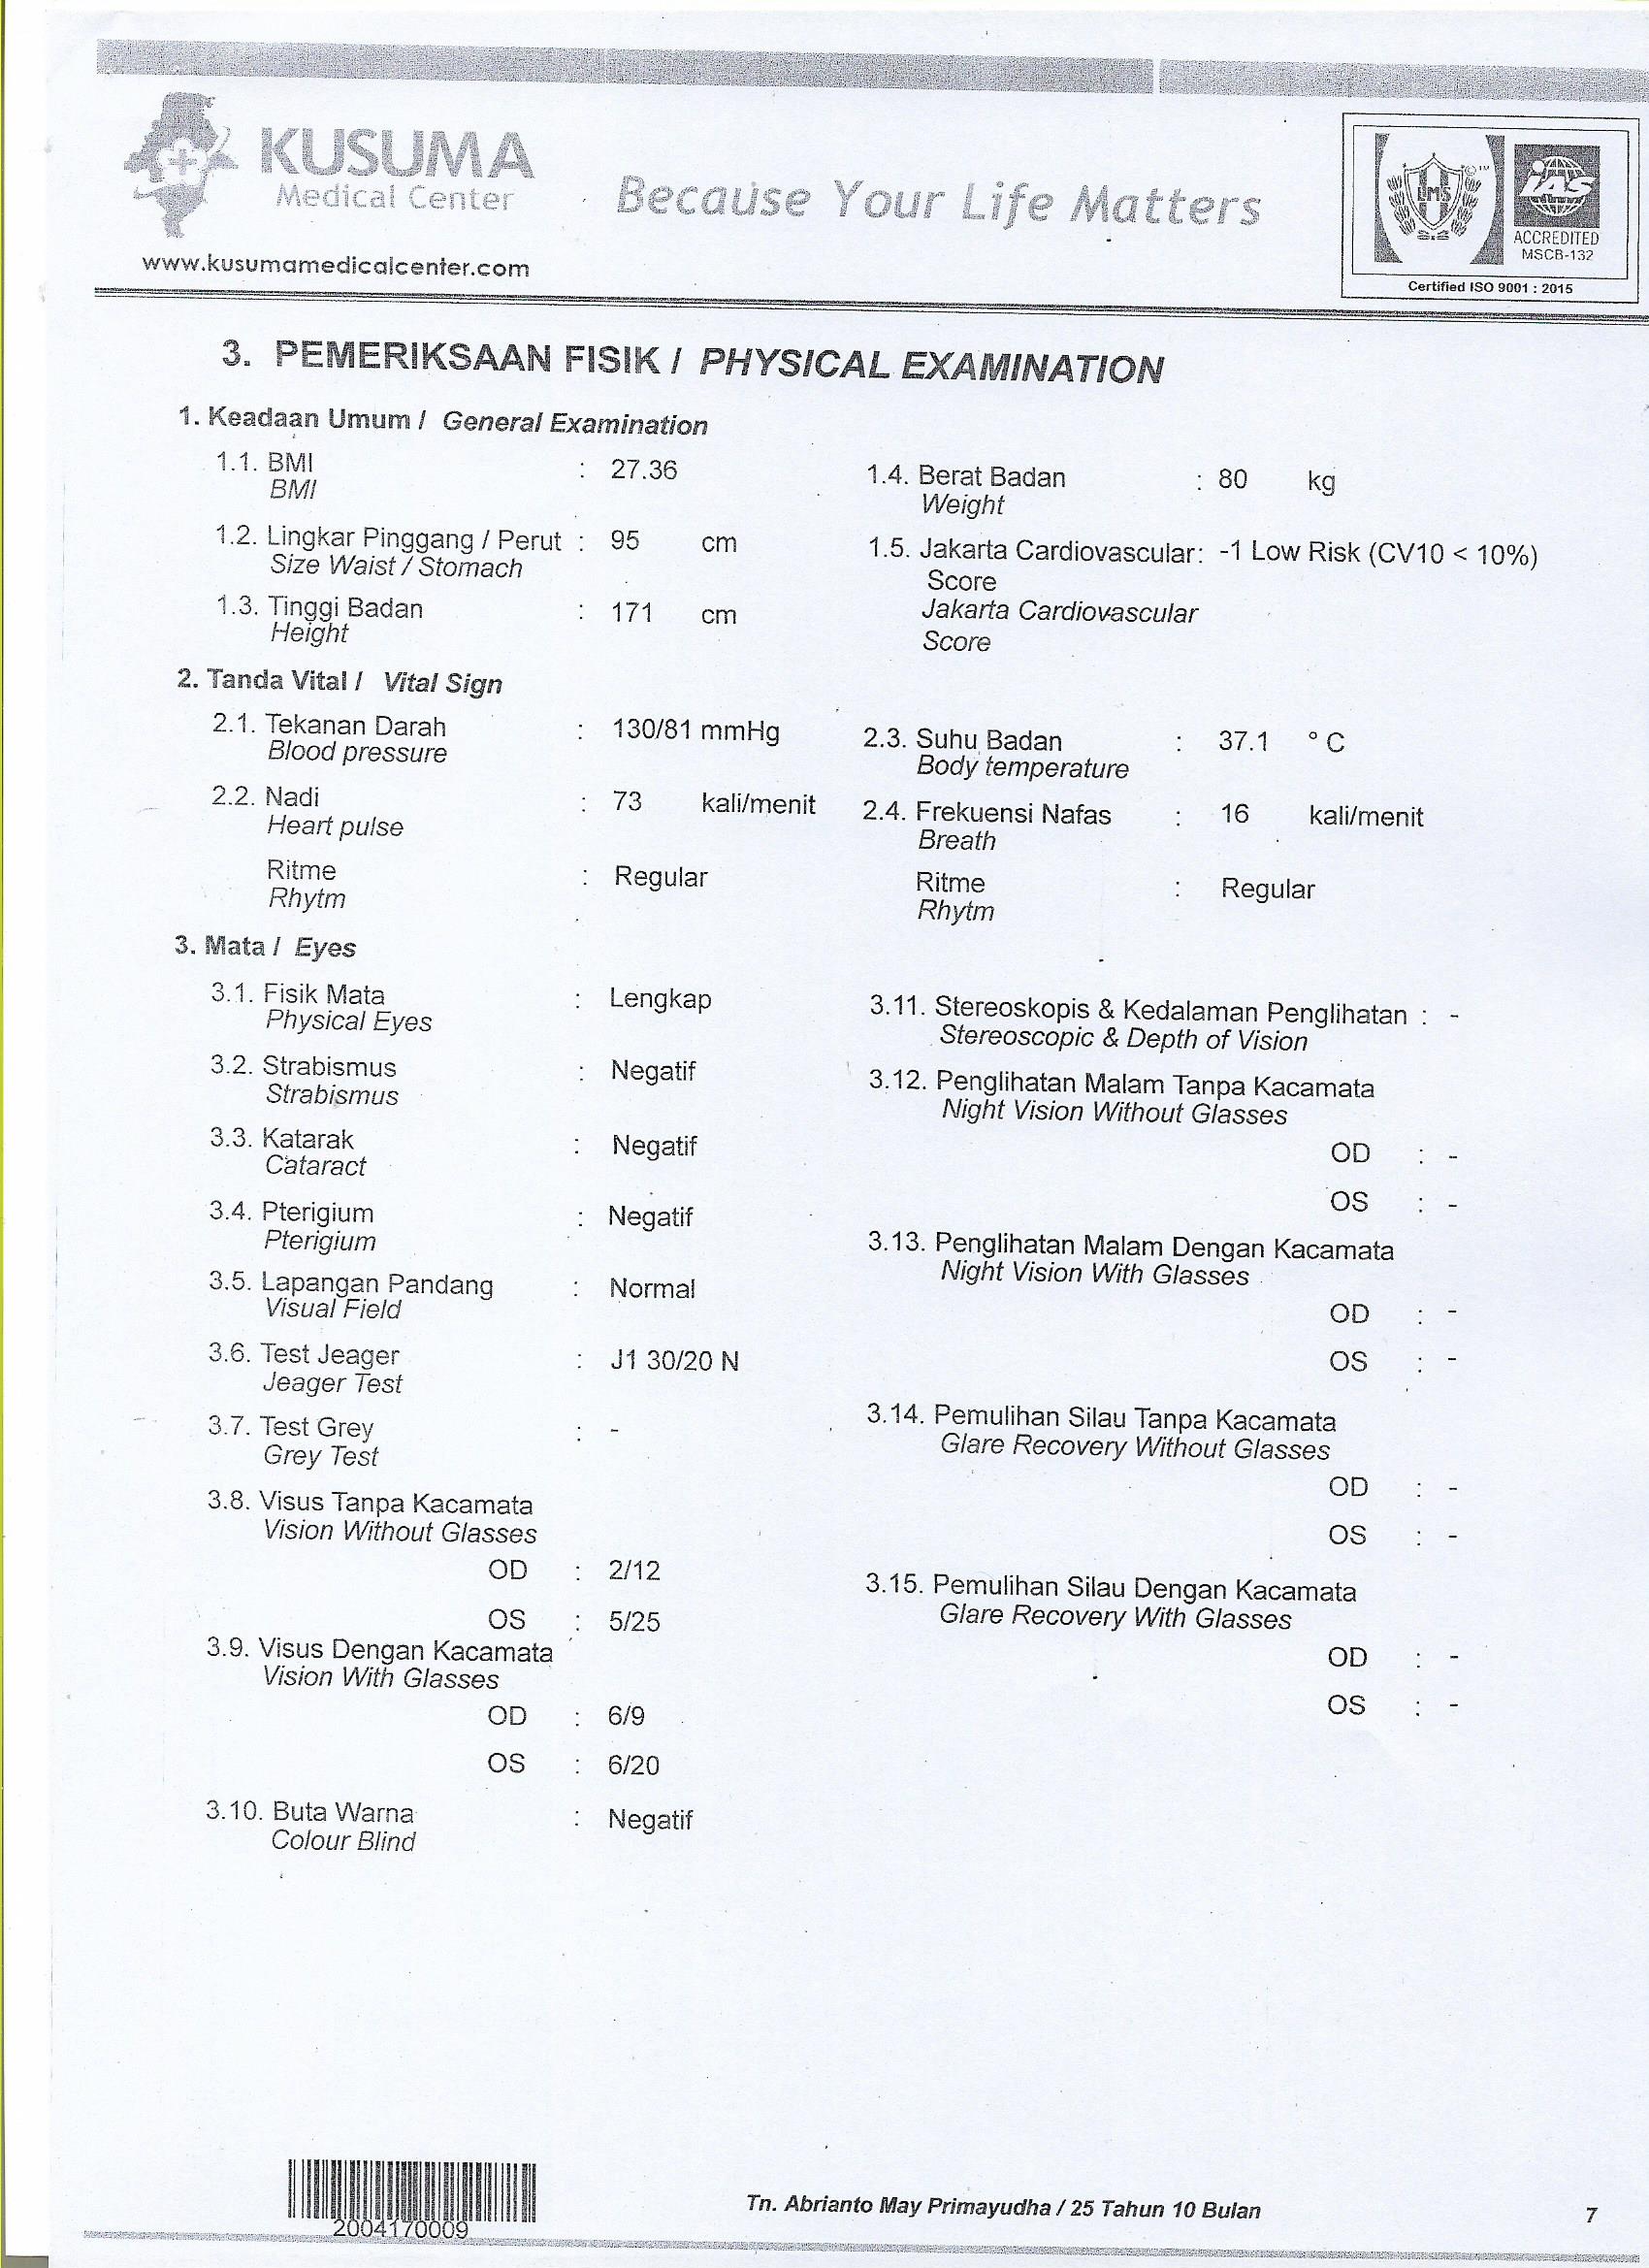 KUSUMA
Medical Center
Because Your Life Matters
www.kusumamedicalcenter.com
IMS
IAS
ACCREDITED
MSCB-132
Certified ISO 9001 : 2015
3. PEMERIKSAAN FISIK / PHYSICAL EXAMINATION
1. Keadaan Umum / General Examination
1.1. BMI : 27.36
BMI
1.2. Lingkar Pinggang / Perut : 95 cm
Size Waist / Stomach
1.3. Tinggi Badan : 171 cm
Height
1.4. Berat Badan : 80 kg
Weight
1.5. Jakarta Cardiovascular: -1 Low Risk (CV10 < 10%)
Score
Jakarta Cardiovascular
Score
2. Tanda Vital / Vital Sign
2.1. Tekanan Darah : 130/81 mmHg
Blood pressure
2.2. Nadi : 73 kali/menit
Heart pulse
Ritme : Regular
Rhytm
2.3. Suhu Badan : 37.1 ° C
Body temperature
2.4. Frekuensi Nafas : 16 kali/menit
Breath
Ritme : Regular
Rhytm
3. Mata / Eyes
3.1. Fisik Mata : Lengkap
Physical Eyes
3.2. Strabismus : Negatif
Strabismus
3.3. Katarak : Negatif
Cataract
3.4. Pterigium : Negatif
Pterigium
3.5. Lapangan Pandang : Normal
Visual Field
3.6. Test Jeager : J1 30/20 N
Jeager Test
3.7. Test Grey : -
Grey Test
3.8. Visus Tanpa Kacamata
Vision Without Glasses
OD : 2/12
OS : 5/25
3.9. Visus Dengan Kacamata
Vision With Glasses
OD : 6/9
OS : 6/20
3.10. Buta Warna : Negatif
Colour Blind
3.11. Stereoskopis & Kedalaman Penglihatan : -
Stereoscopic & Depth of Vision
3.12. Penglihatan Malam Tanpa Kacamata
Night Vision Without Glasses
OD : -
OS : -
3.13. Penglihatan Malam Dengan Kacamata
Night Vision With Glasses
OD : -
OS : -
3.14. Pemulihan Silau Tanpa Kacamata
Glare Recovery Without Glasses
OD : -
OS : -
3.15. Pemulihan Silau Dengan Kacamata
Glare Recovery With Glasses
OD : -
OS : -
2004170009
Tn. Abrianto May Primayudha / 25 Tahun 10 Bulan
7